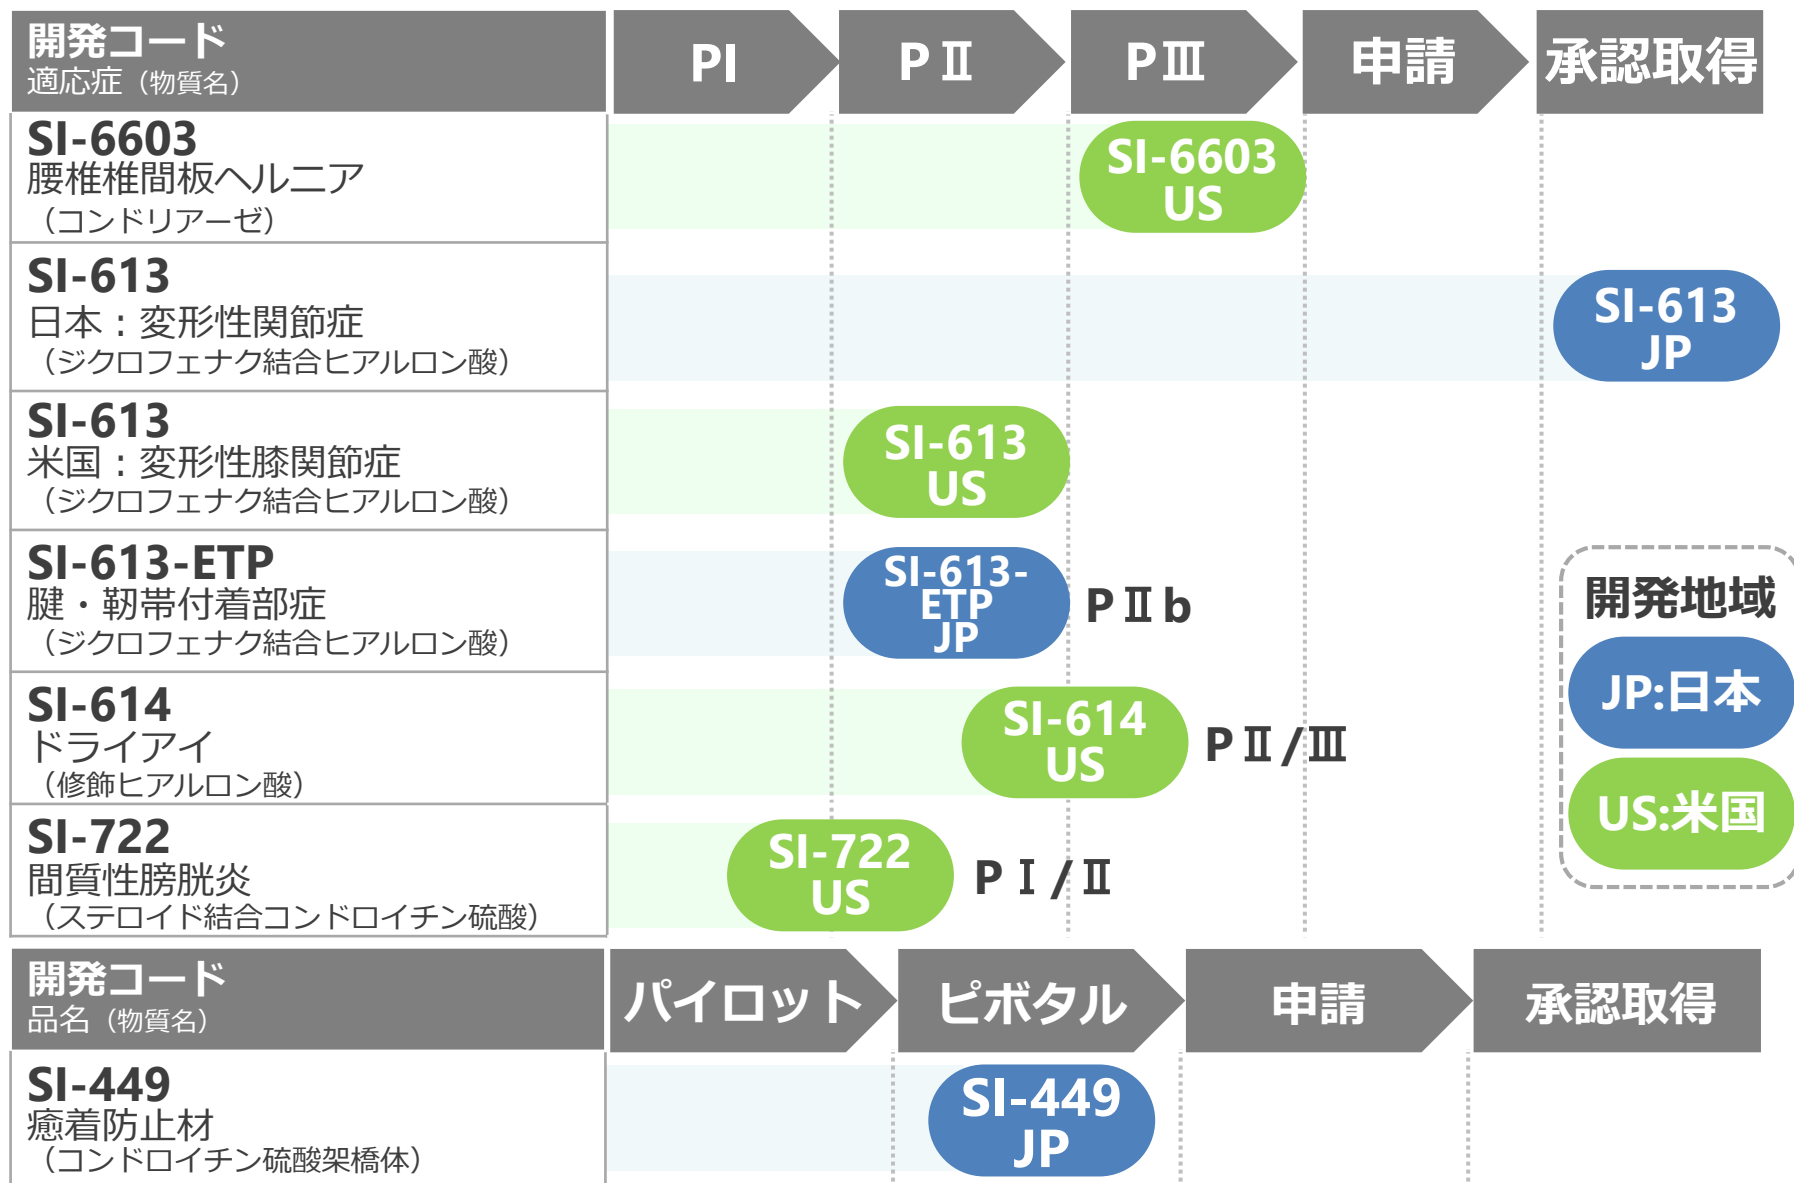 開発コード
適応症（物質名）
PⅠ
PⅡ
PⅢ
申請
承認取得
SI-6603
腰椎椎間板ヘルニア
（コンドリアーゼ）
SI-6603
US
SI-613
日本：変形性関節症
（ジクロフェナク結合ヒアルロン酸）
SI-613
JP
SI-613
米国：変形性膝関節症
（ジクロフェナク結合ヒアルロン酸）
SI-613
US
SI-613-ETP
腱・靭帯付着部症
（ジクロフェナク結合ヒアルロン酸）
SI-613-
ETP
JP
PⅡb
SI-614
ドライアイ
（修飾ヒアルロン酸）
SI-614
US
PⅡ/Ⅲ
SI-722
間質性膀胱炎
（ステロイド結合コンドロイチン硫酸）
SI-722
US
PⅠ/Ⅱ
開発地域
JP:日本
US:米国
開発コード
品名（物質名）
パイロット
ピボタル
申請
承認取得
SI-449
癒着防止材
（コンドロイチン硫酸架橋体）
SI-449
JP